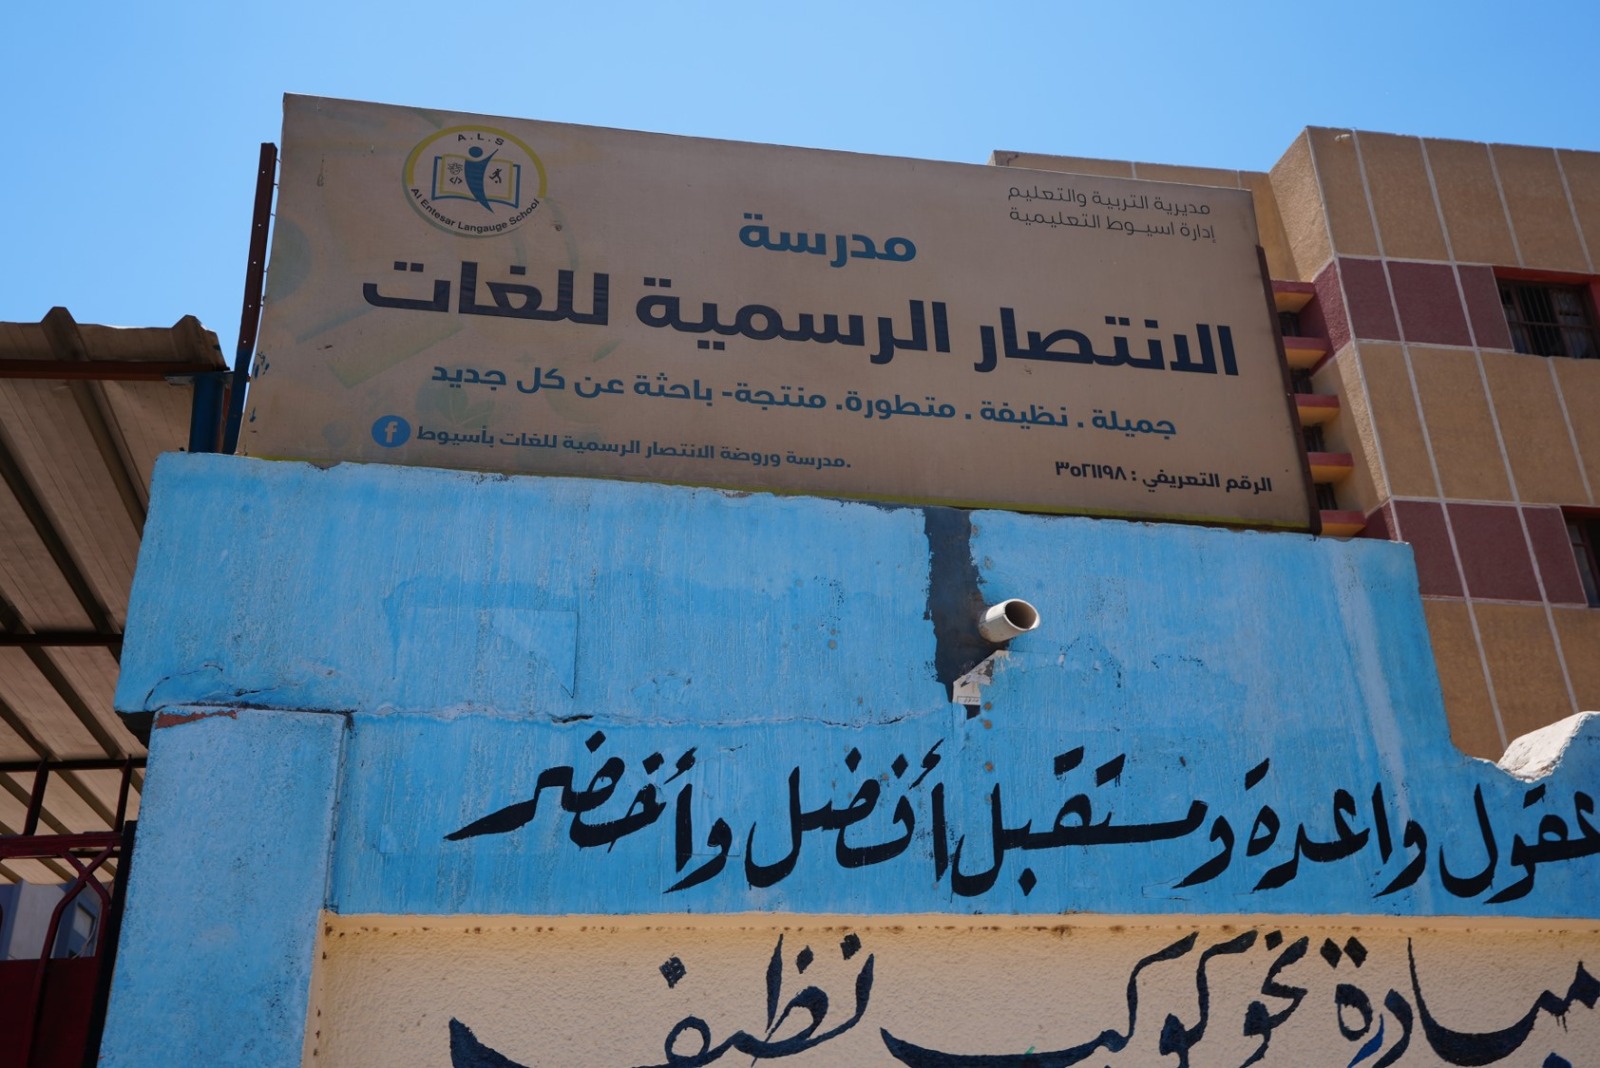 مديرية التربية والتعليم
إدارة اسيوط التعليمية
A.L.S
Al Entesar Langauge School
مدرسة
الانتصار الرسمية للغات
جميلة . نظيفة . متطورة. منتجة- باحثة عن كل جديد
مدرسة وروضة الانتصار الرسمية للغات بأسيوط.
الرقم التعريفي : ٣٥٢١١٩٨
عقول واعدة ومستقبل أفضل وأخضر
مبادرة نحو كوكب نظيف